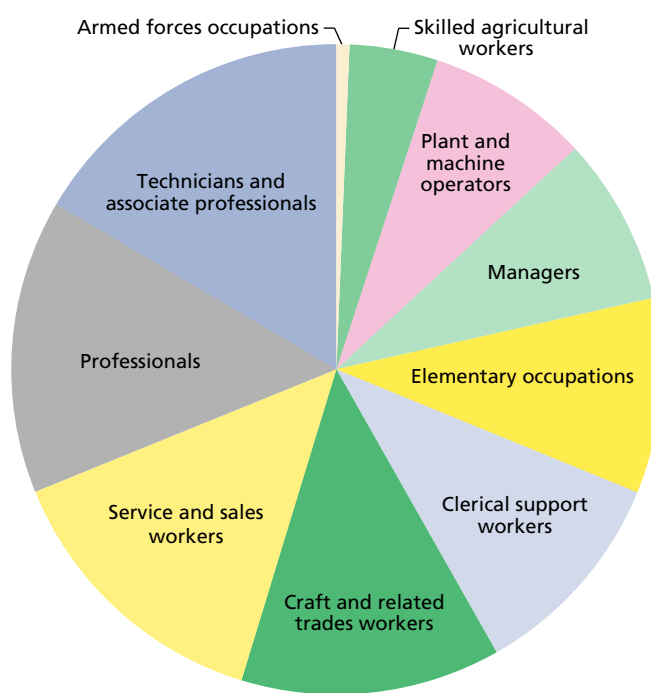 Armed forces occupations
Skilled agricultural
workers
Plant and
machine
operators
Technicians and
associate professionals
Managers
Professionals
Elementary occupations
Clerical support
workers
Service and sales
workers
Craft and related
trades workers